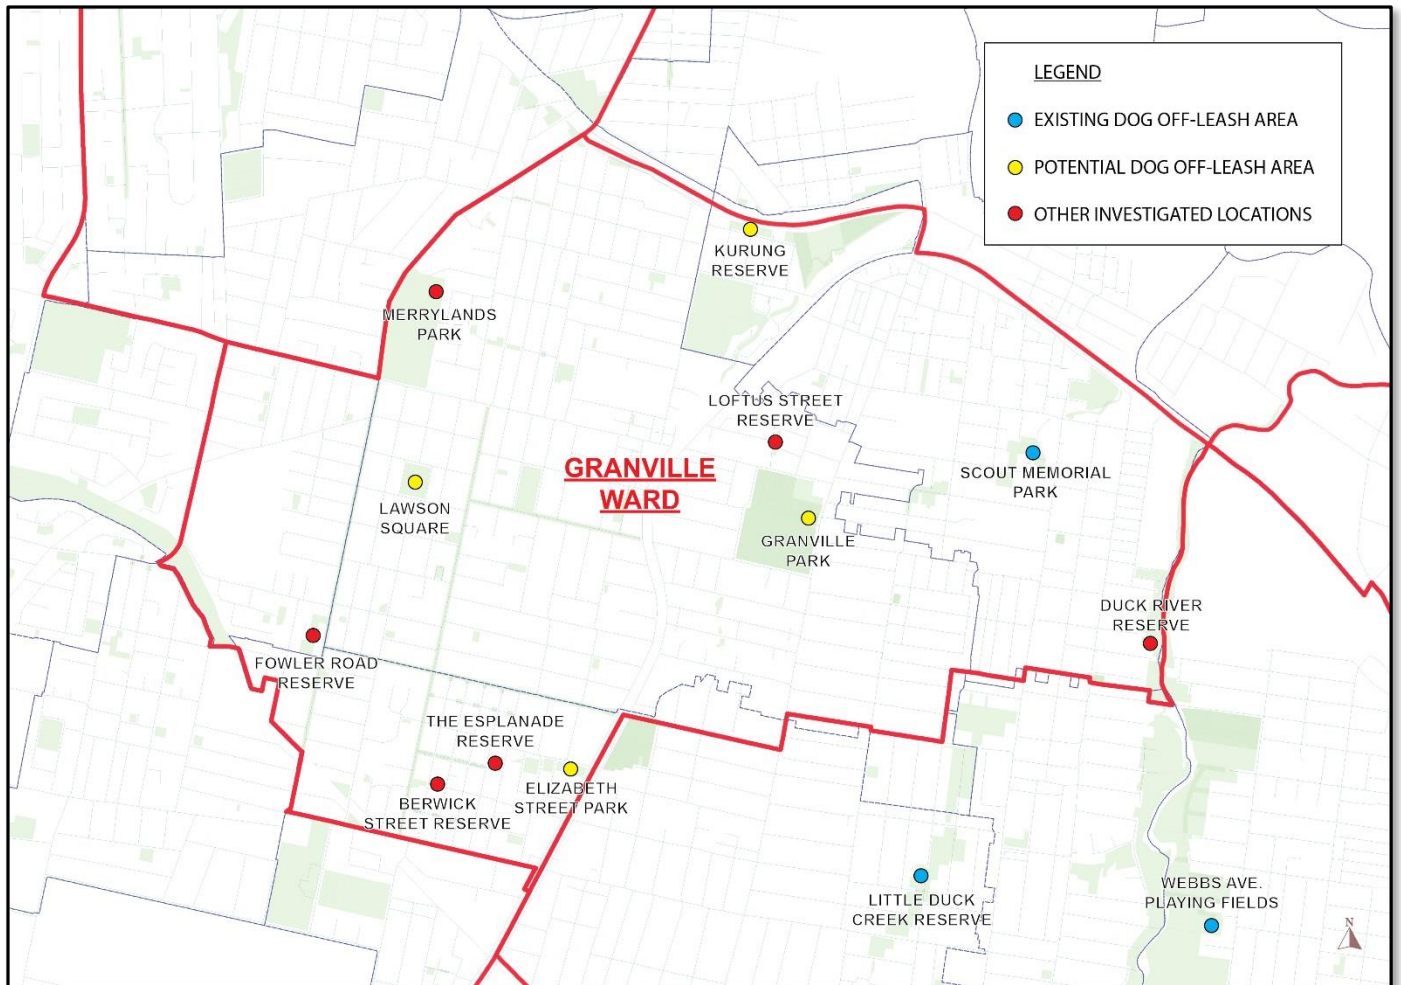 LEGEND
EXISTING DOG OFF-LEASH AREA
POTENTIAL DOG OFF-LEASH AREA
OTHER INVESTIGATED LOCATIONS
KURUNG
RESERVE
MERRYLANDS
PARK
LOFTUS STREET
RESERVE
GRANVILLE
WARD
SCOUT MEMORIAL
PARK
LAWSON
SQUARE
GRANVILLE
PARK
DUCK RIVER
RESERVE
FOWLER ROAD
RESERVE
THE ESPLANADE
RESERVE
ELIZABETH
STREET PARK
BERWICK
STREET RESERVE
LITTLE DUCK
CREEK RESERVE
WEBBS AVE.
PLAYING FIELDS
N